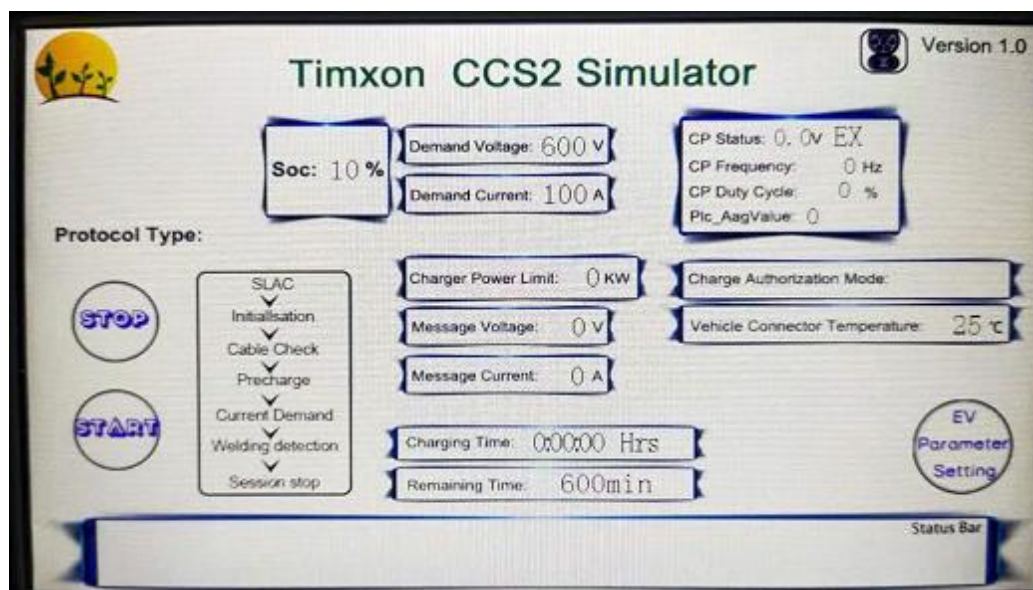 Version 1.0
Timxon CCS2 Simulator
Soc: 10 %
Demand Voltage: 600 V
Demand Current: 100 A
CP Status: 0.0V EX
CP Frequency: 0 Hz
CP Duty Cycle: 0 %
Plc_AagValue: 0
Protocol Type:
STOP
START
SLAC
Initialisation
Cable Check
Precharge
Current Demand
Welding detection
Session stop
Charger Power Limit: 0 KW
Message Voltage: 0 V
Message Current: 0 A
Charge Authorization Mode:
Vehicle Connector Temperature: 25 ℃
Charging Time: 0:00:00 Hrs
Remaining Time: 600min
EV
Parameter
Setting
Status Bar